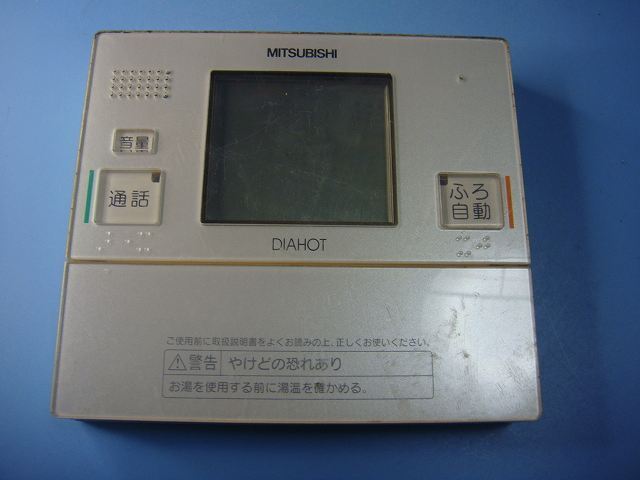 MITSUBISHI
音量
通話
ふろ
自動
DIAHOT
ご使用前に取扱説明書をよくお読みの上、正しくお使いください。
警告 やけどの恐れあり
お湯を使用する前に湯温を確かめる。